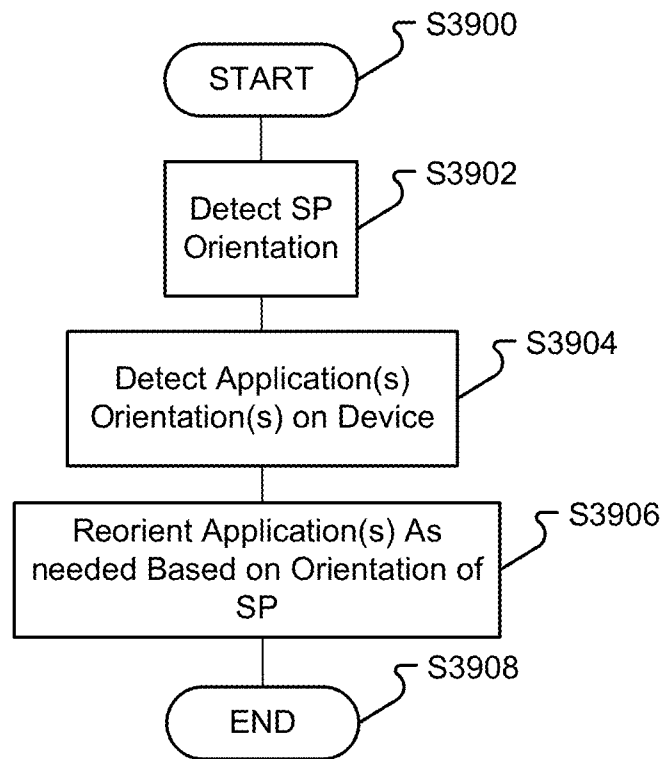 START
S3900
Detect SP
Orientation
S3902
Detect Application(s)
Orientation(s) on Device
S3904
Reorient Application(s) As
needed Based on Orientation of
SP
S3906
END
S3908